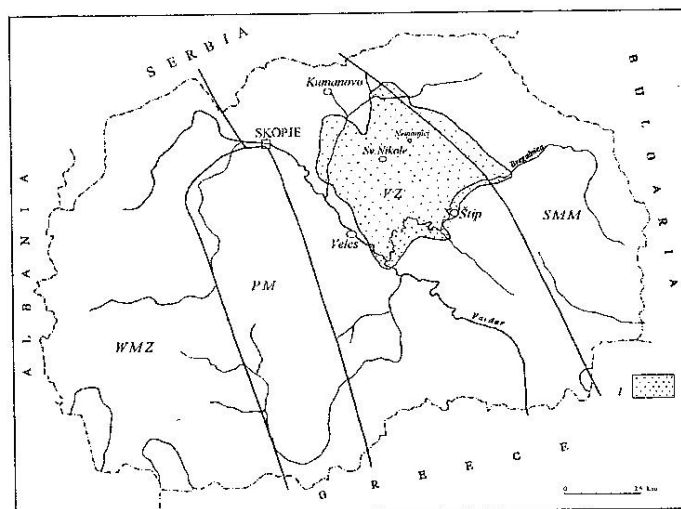 SERBIA
BULGARIA
ALBANIA
GREECE
Kumanovo
SKOPJE
Sv. Nikole
Bregalnica
VZ
Štip
SMM
Veles
PM
WMZ
Vardar
1
0 25 km